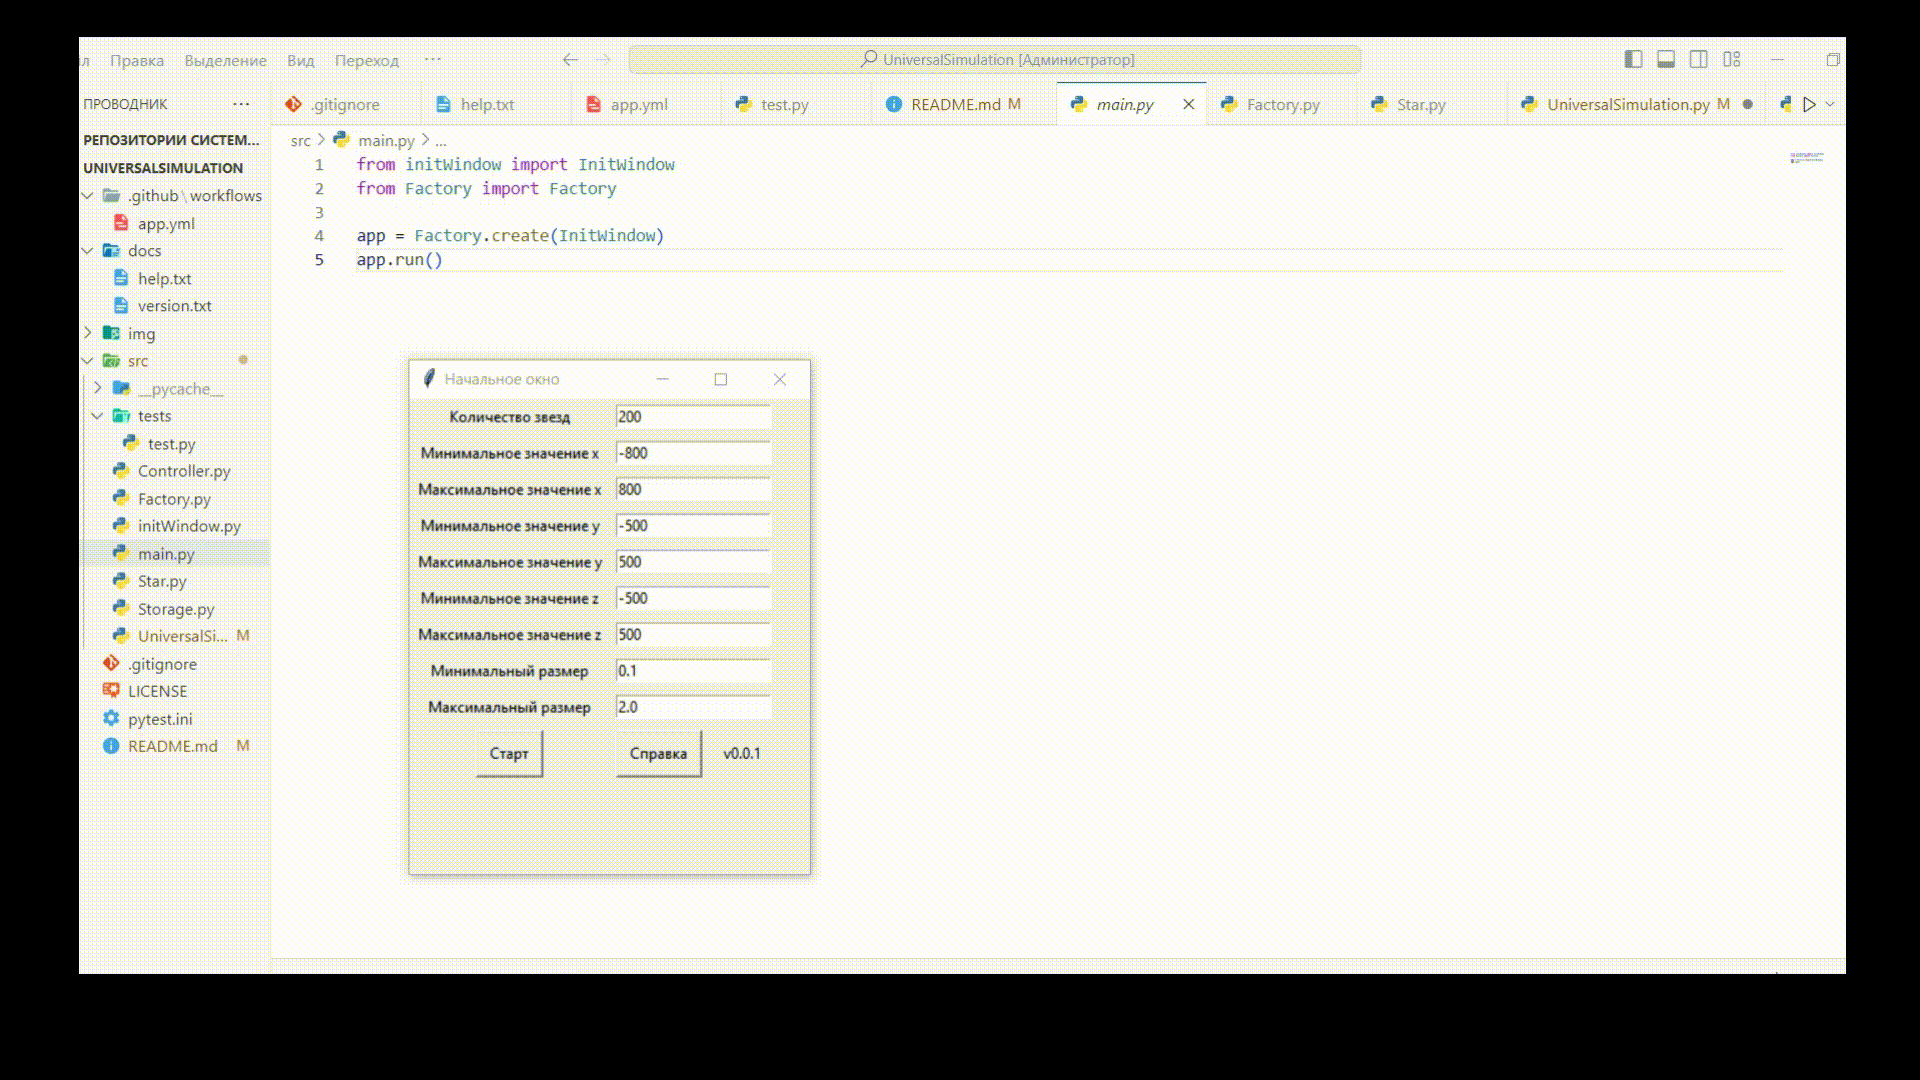 Правка Выделение Вид Переход ...
UniversalSimulation [Администратор]
ПРОВОДНИК ...
.gitignore help.txt app.yml test.py README.md M main.py Factory.py Star.py UniversalSimulation.py M
РЕПОЗИТОРИИ СИСТЕМ...
UNIVERSALSIMULATION
.github\workflows
app.yml
docs
help.txt
version.txt
img
src
__pycache__
tests
test.py
Controller.py
Factory.py
initWindow.py
main.py
Star.py
Storage.py
UniversalSi... M
.gitignore
LICENSE
pytest.ini
README.md M
src > main.py > ...
1 from initWindow import InitWindow
2 from Factory import Factory
3
4 app = Factory.create(InitWindow)
5 app.run()
Начальное окно
Количество звезд 200
Минимальное значение x -800
Максимальное значение x 800
Минимальное значение y -500
Максимальное значение y 500
Минимальное значение z -500
Максимальное значение z 500
Минимальный размер 0.1
Максимальный размер 2.0
Старт Справка v0.0.1